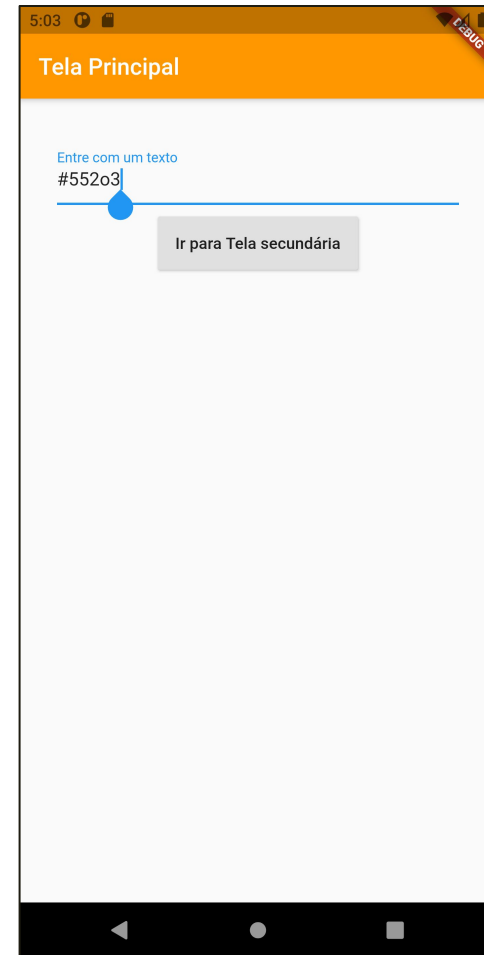 5:03
DEBUG
Tela Principal
Entre com um texto
#552o3
Ir para Tela secundária